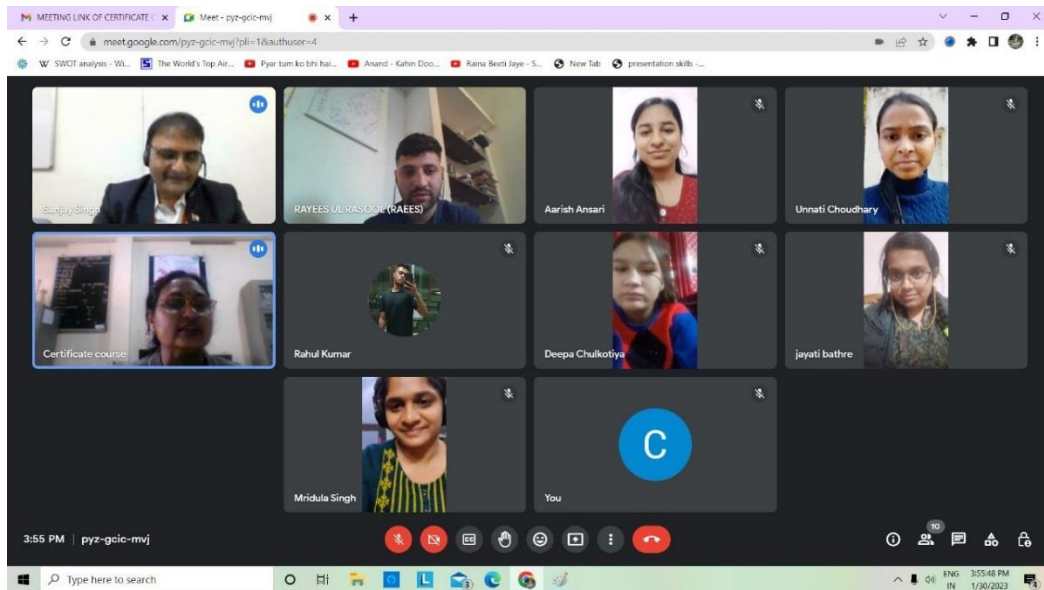 MEETING LINK OF CERTIFICATE C
Meet - pyz-gcic-mvj
meet.google.com/pyz-gcic-mvj?pli=1&authuser=4
SWOT analysis - Wi...
The World's Top Air...
Pyar tum ko bhi hai...
Anand - Kahin Doo...
Raina Beeti Jaye - S...
New Tab
presentation skills -...
Sanjay Singh
RAYEES UL RASOOL (RAEES)
Aarish Ansari
Unnati Choudhary
Certificate course
Rahul Kumar
Deepa Chulkotiya
jayati bathre
Mridula Singh
C
You
3:55 PM | pyz-gcic-mvj
10
Type here to search
ENG
IN
3:55:48 PM
1/30/2023